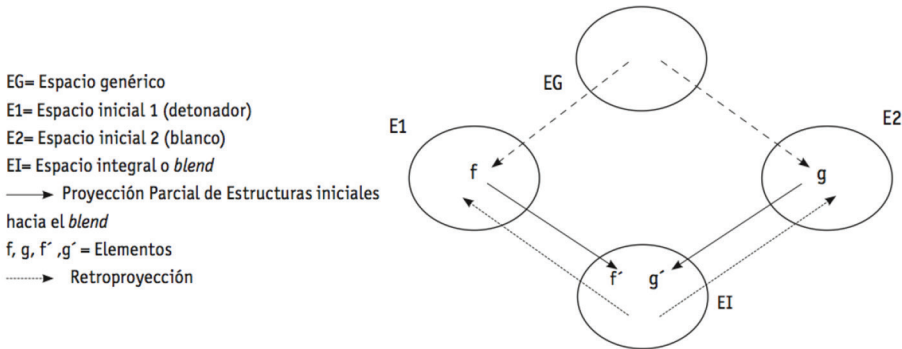 EG= Espacio genérico
E1= Espacio inicial 1 (detonador)
E2= Espacio inicial 2 (blanco)
EI= Espacio integral o blend
Proyección Parcial de Estructuras iniciales
hacia el blend
f, g, f´ ,g´ = Elementos
Retroproyección
EG
E1
E2
f
g
f´ g´
EI